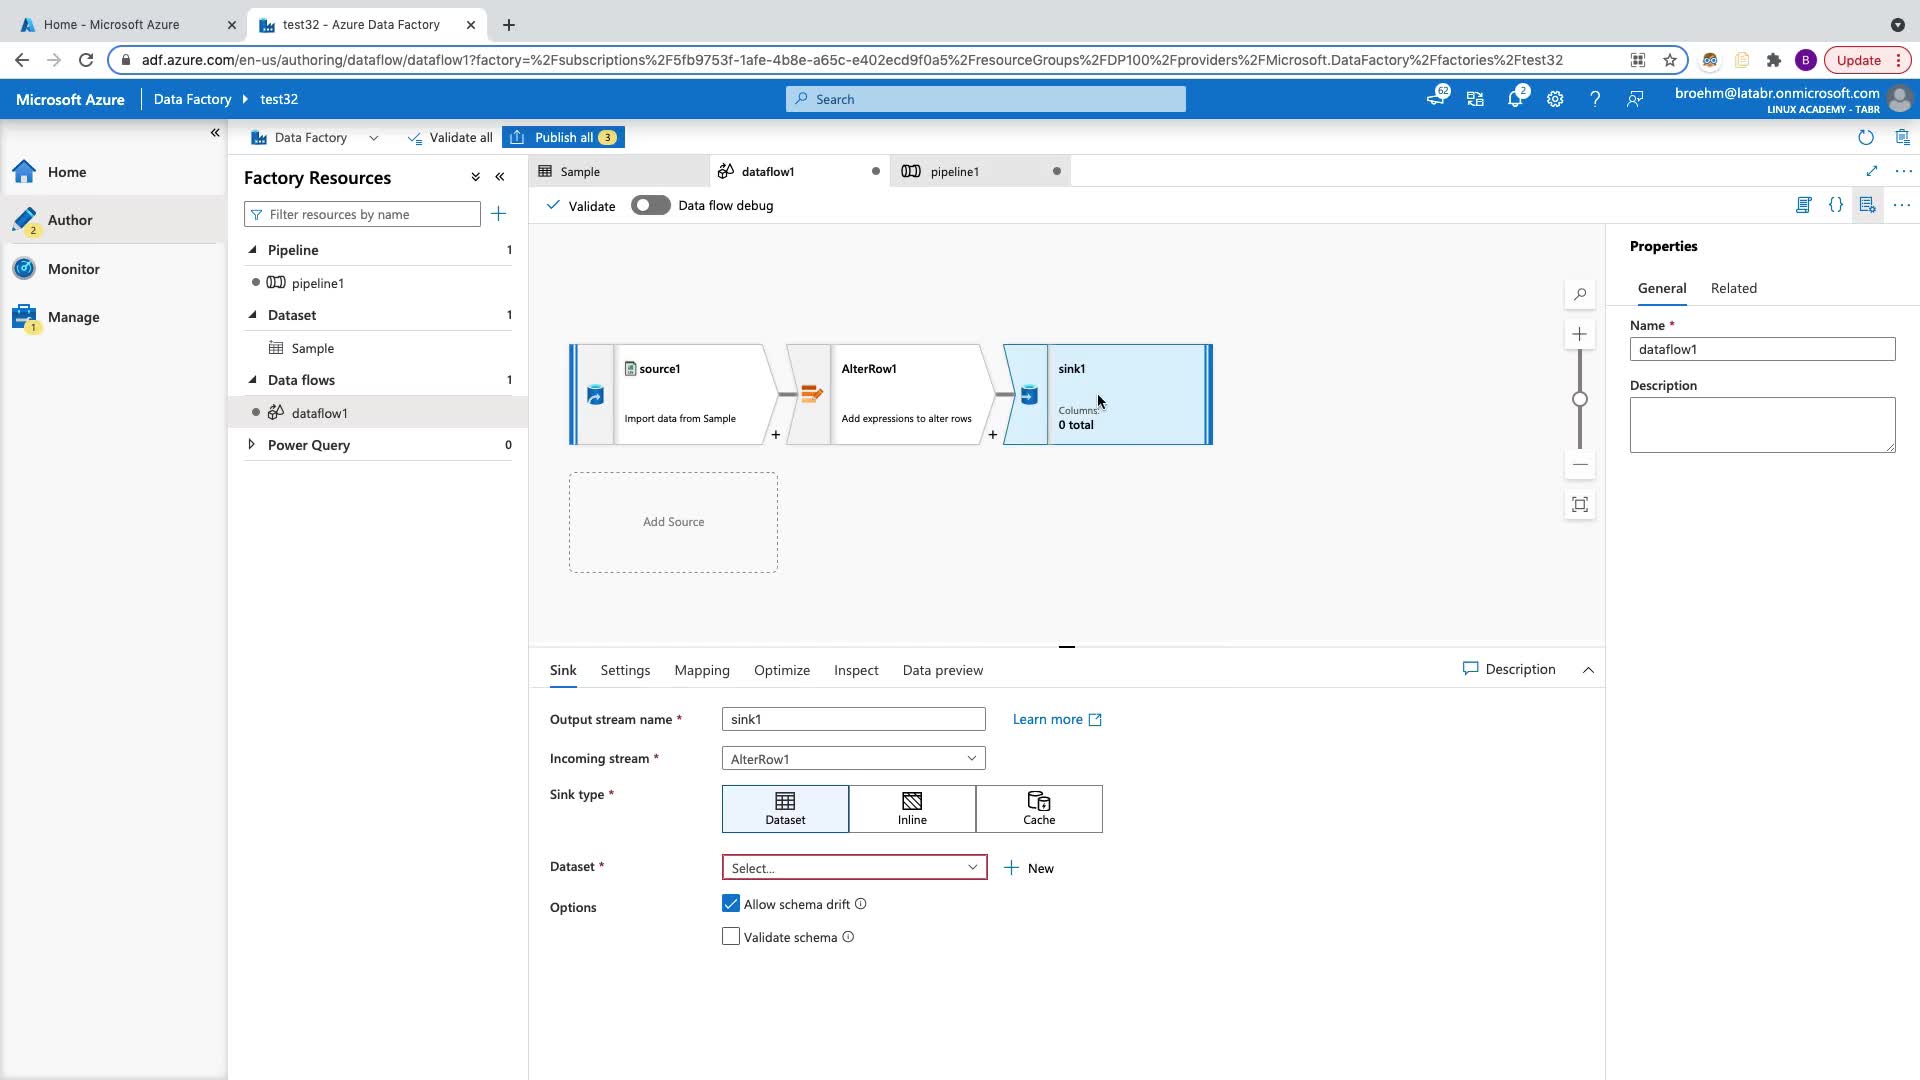 Home - Microsoft Azure
test32 - Azure Data Factory
adf.azure.com/en-us/authoring/dataflow/dataflow1?factory=%2Fsubscriptions%2F5fb9753f-1afe-4b8e-a65c-e402ecd9f0a5%2FresourceGroups%2FDP100%2Fproviders%2FMicrosoft.DataFactory%2Ffactories%2Ftest32
B
Update
Microsoft Azure
Data Factory
test32
Search
62
2
broehm@latabr.onmicrosoft.com
LINUX ACADEMY - TABR
Data Factory
Validate all
Publish all 3
Home
Author
2
Monitor
Manage
1
Factory Resources
Filter resources by name
Pipeline 1
pipeline1
Dataset 1
Sample
Data flows 1
dataflow1
Power Query 0
Sample
dataflow1
pipeline1
Validate
Data flow debug
source1
Import data from Sample
AlterRow1
Add expressions to alter rows
sink1
Columns:
0 total
Add Source
Properties
General
Related
Name *
dataflow1
Description
Sink
Settings
Mapping
Optimize
Inspect
Data preview
Description
Output stream name *
sink1
Learn more
Incoming stream *
AlterRow1
Sink type *
Dataset
Inline
Cache
Dataset *
Select...
New
Options
Allow schema drift
Validate schema